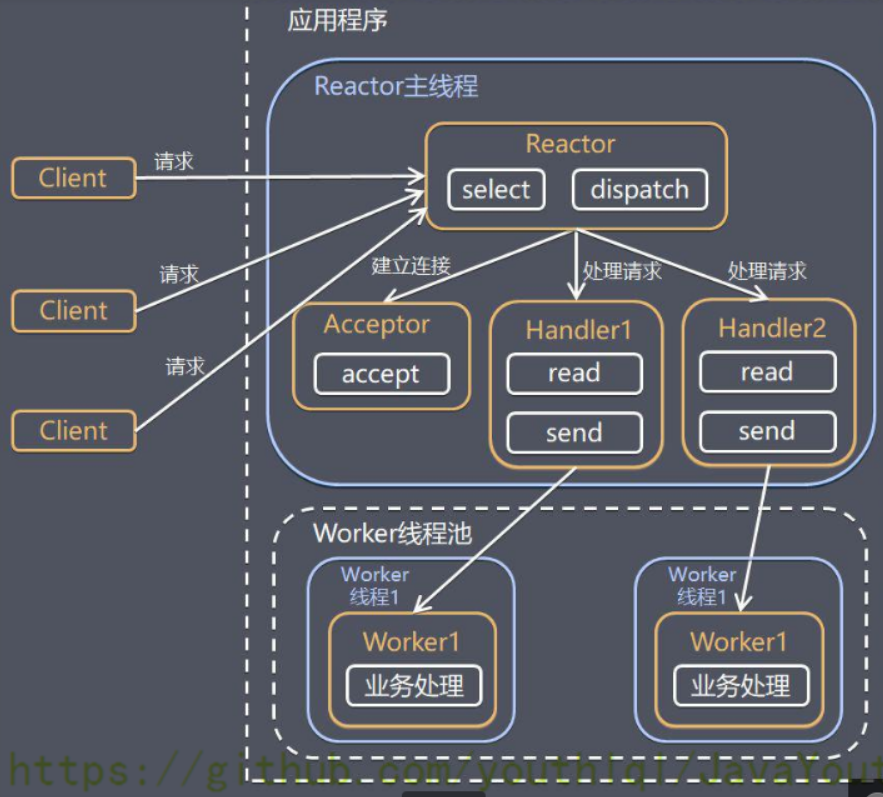 应用程序
Reactor主线程
Reactor
select
dispatch
Client
请求
Client
请求
Client
请求
建立连接
处理请求
处理请求
Acceptor
accept
Handler1
read
send
Handler2
read
send
Worker线程池
Worker
线程1
Worker1
业务处理
Worker
线程1
Worker1
业务处理
https://github.com/youthlql/JavaYout